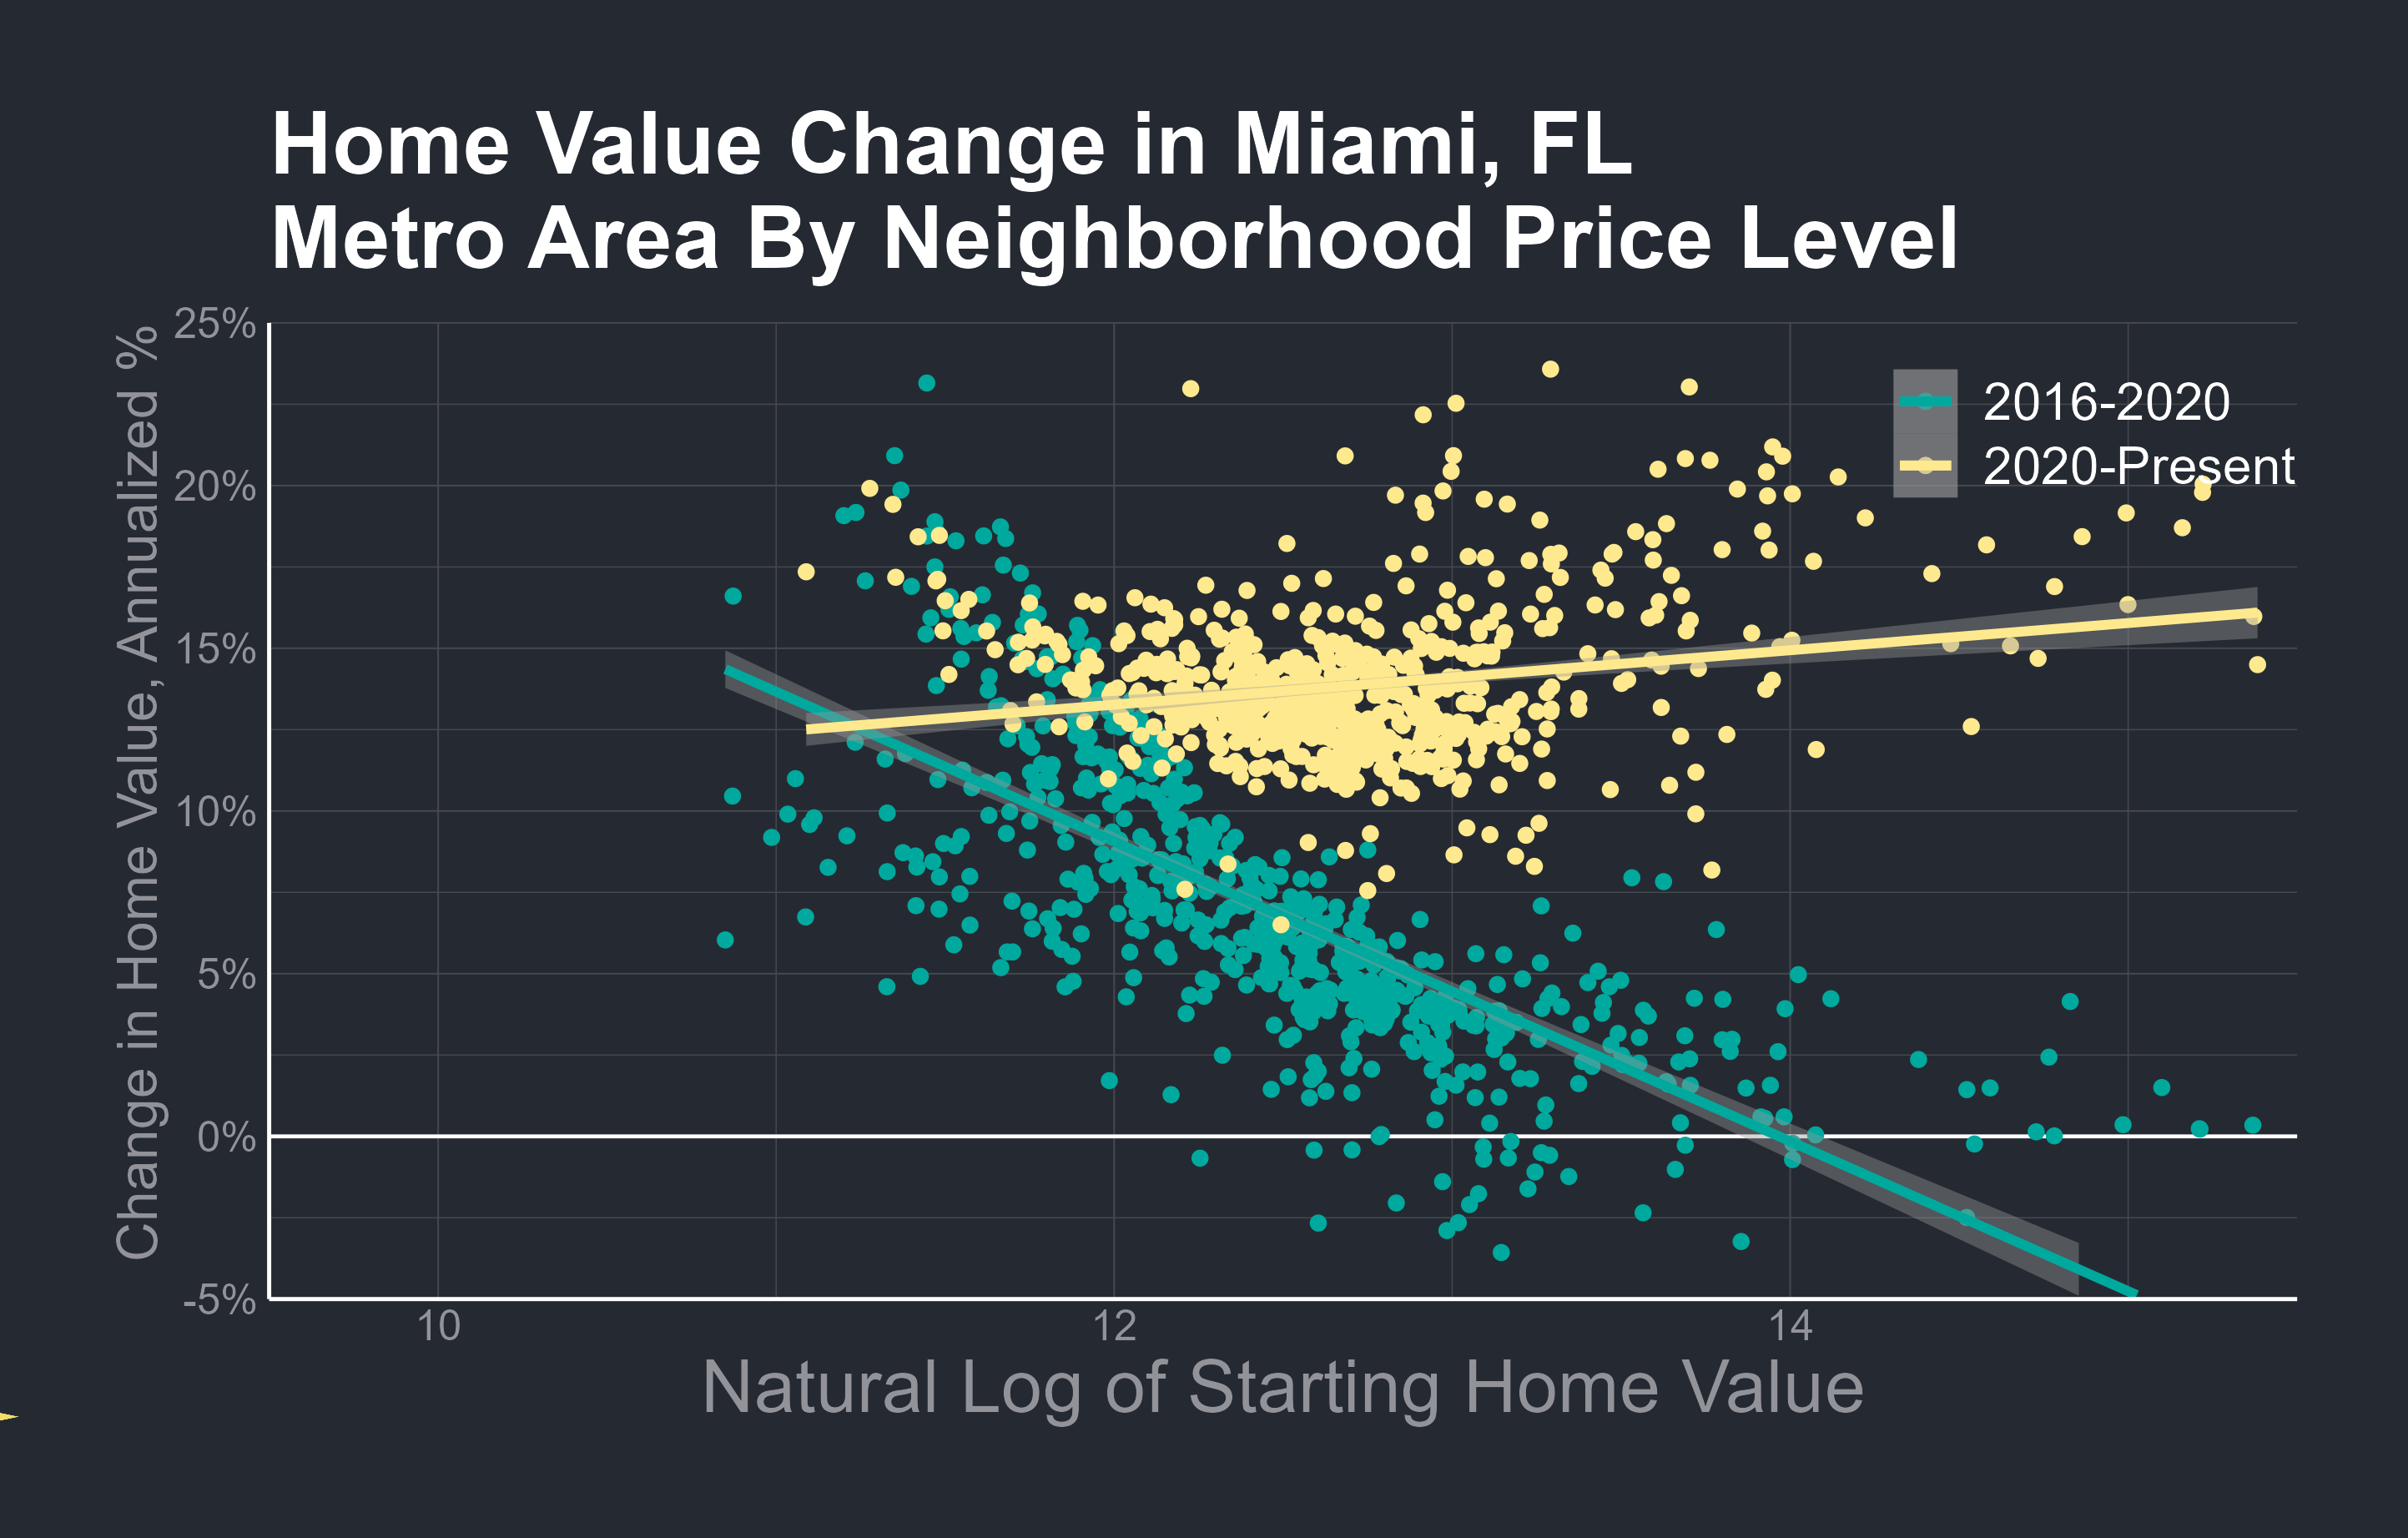 Home Value Change in Miami, FL
Metro Area By Neighborhood Price Level
Change in Home Value, Annualized %
25%
20%
15%
10%
5%
0%
-5%
2016-2020
2020-Present
10
12
14
Natural Log of Starting Home Value